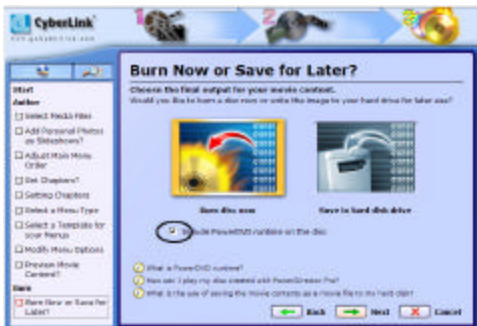 CyberLink
www.gocyberlink.com
Start
Author
Select Media Files
Add Personal Photos
as Slideshows?
Adjust Main Menu
Order
Set Chapters?
Setting Chapters
Select a Menu Type
Select a Template for
your Menus
Modify Menu Options
Preview Movie
Content?
Burn
Burn Now or Save for
Later?
Burn Now or Save for Later?
Choose the final output for your movie content.
Would you like to burn a disc now or write the image to your hard drive for later use?
Burn disc now
Save to hard disk drive
Include PowerDVD runtime on the disc
What is PowerDVD runtime?
How can I play my disc created with PowerDirector Pro?
What is the use of saving the movie contents as a movie file to my hard disk?
Back
Next
Cancel